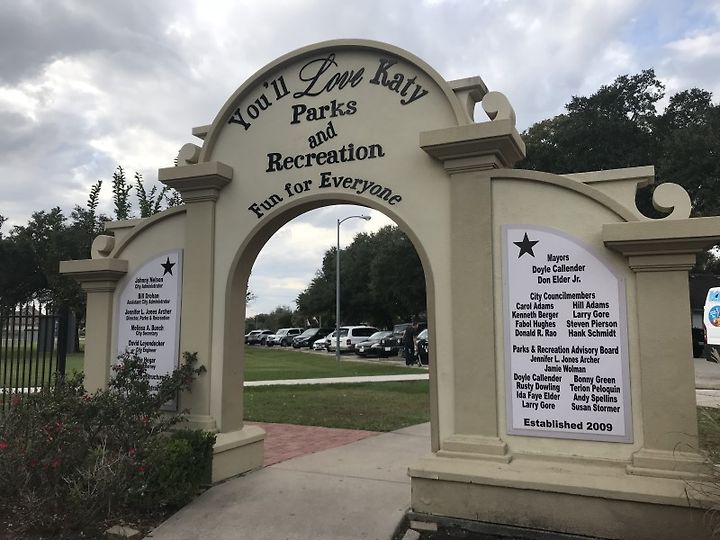 You'll Love Katy
Parks
and
Recreation
Fun for Everyone
Johnny Nelson
City Administrator
Bill Drohan
Assistant City Administrator
Jennifer L. Jones Archer
Director, Parks & Recreation
Melissa A. Bunch
City Secretary
David Leyendecker
City Engineer
Hegar
Attorney
Mayors
Doyle Callender
Don Elder Jr.
City Councilmembers
Carol Adams Hill Adams
Kenneth Berger Larry Gore
Fabol Hughes Steven Pierson
Donald R. Rao Hank Schmidt
Parks & Recreation Advisory Board
Jennifer L. Jones Archer
Jamie Wolman
Doyle Callender Bonny Green
Rusty Dowling Terion Peloquin
Ida Faye Elder Andy Spellins
Larry Gore Susan Stormer
Established 2009